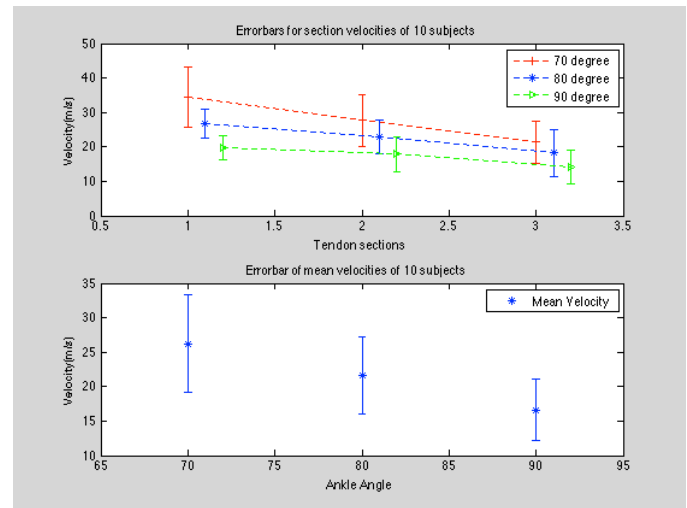 Errorbars for section velocities of 10 subjects
50
40
30
20
10
0
Velocity(m/s)
70 degree
80 degree
90 degree
0.5 1 1.5 2 2.5 3 3.5
Tendon sections
Errorbar of mean velocities of 10 subjects
35
30
25
20
15
10
Velocity(m/s)
Mean Velocity
65 70 75 80 85 90 95
Ankle Angle